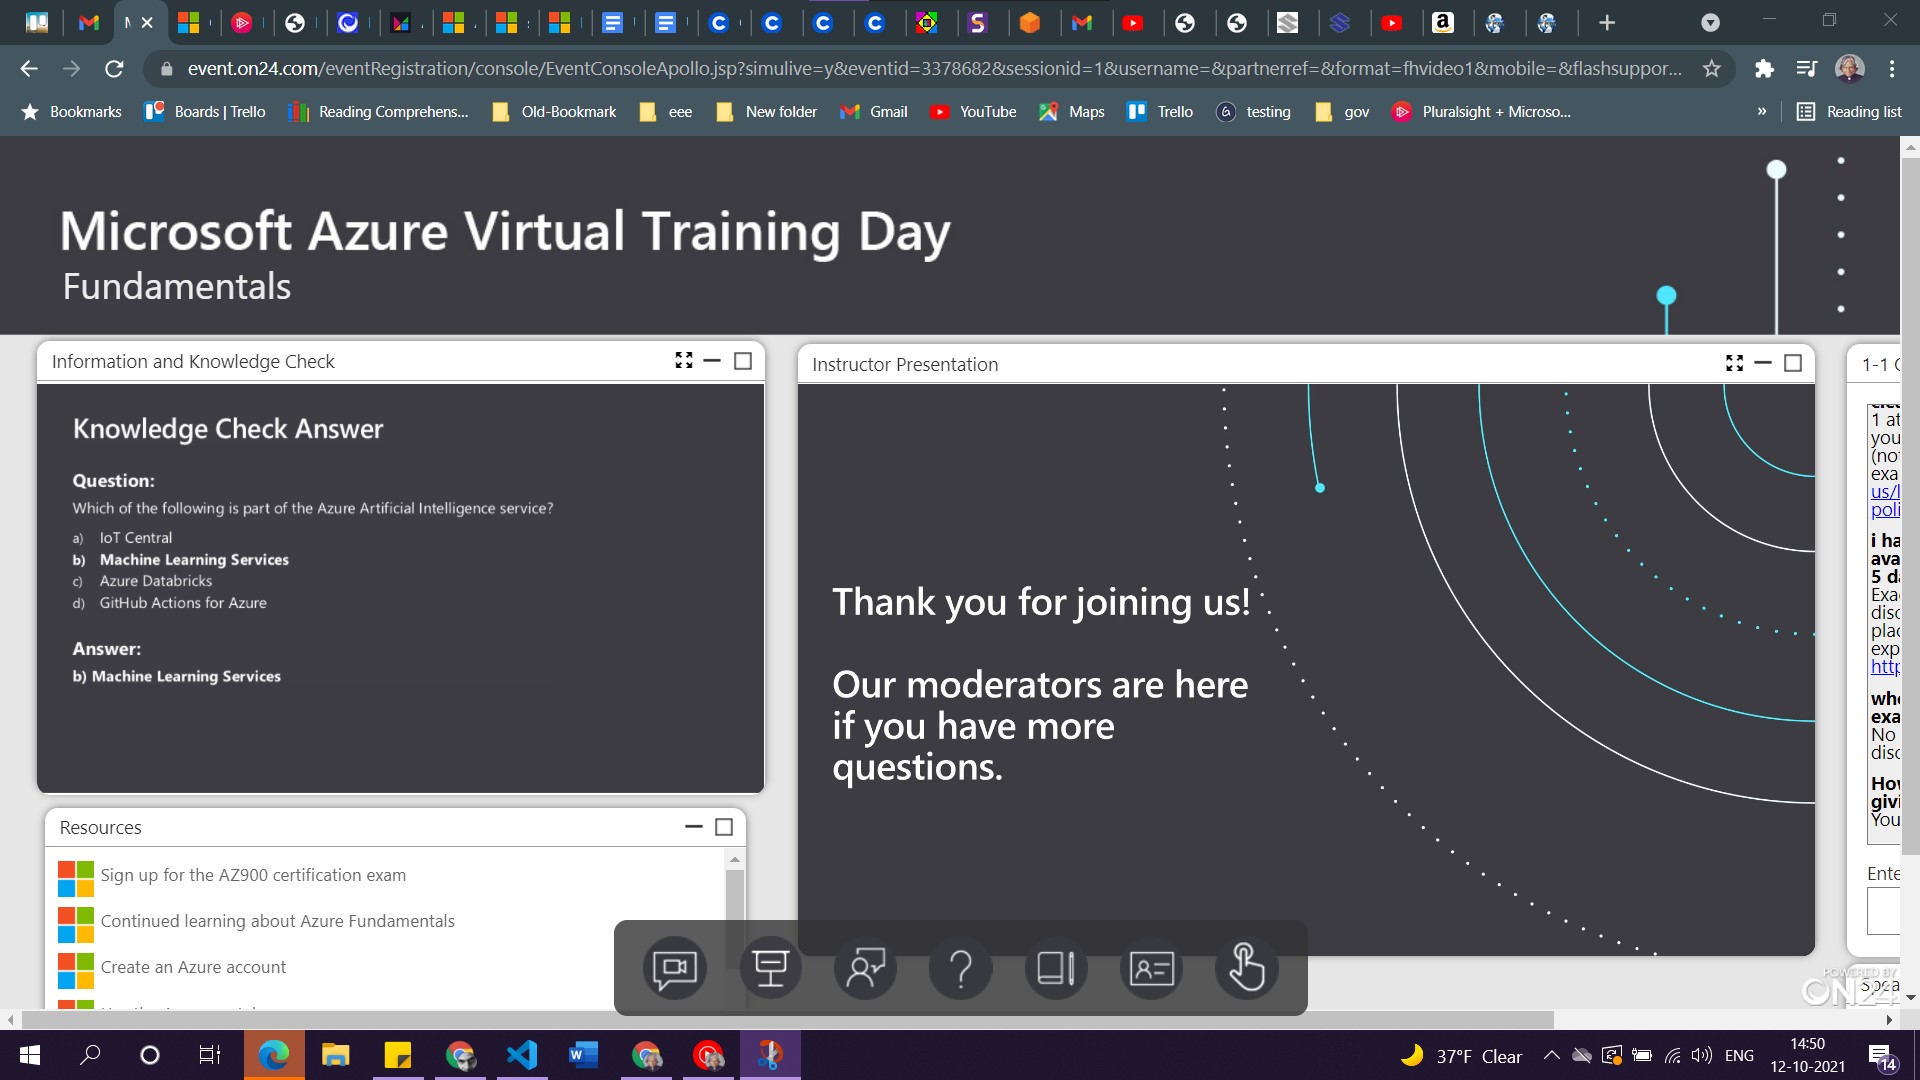 event.on24.com/eventRegistration/console/EventConsoleApollo.jsp?simulive=y&eventid=3378682&sessionid=1&username=&partnerref=&format=fhvideo1&mobile=&flashsuppor...
Bookmarks Boards | Trello Reading Comprehens... Old-Bookmark eee New folder Gmail YouTube Maps Trello testing gov Pluralsight + Microso... » Reading list
Microsoft Azure Virtual Training Day
Fundamentals
Information and Knowledge Check
Knowledge Check Answer
Question:
Which of the following is part of the Azure Artificial Intelligence service?
a) IoT Central
b) Machine Learning Services
c) Azure Databricks
d) GitHub Actions for Azure
Answer:
b) Machine Learning Services
Resources
Sign up for the AZ900 certification exam
Continued learning about Azure Fundamentals
Create an Azure account
Instructor Presentation
Thank you for joining us!
Our moderators are here
if you have more
questions.
1-1
1 at
you
us/l
poli
i ha
ava
5 d
Exa
disc
plac
exp
http
who
exa
No
disc
How
givi
You
Ente
POWERED BY
ON24
Spea
37°F Clear
ENG
14:50
12-10-2021
14